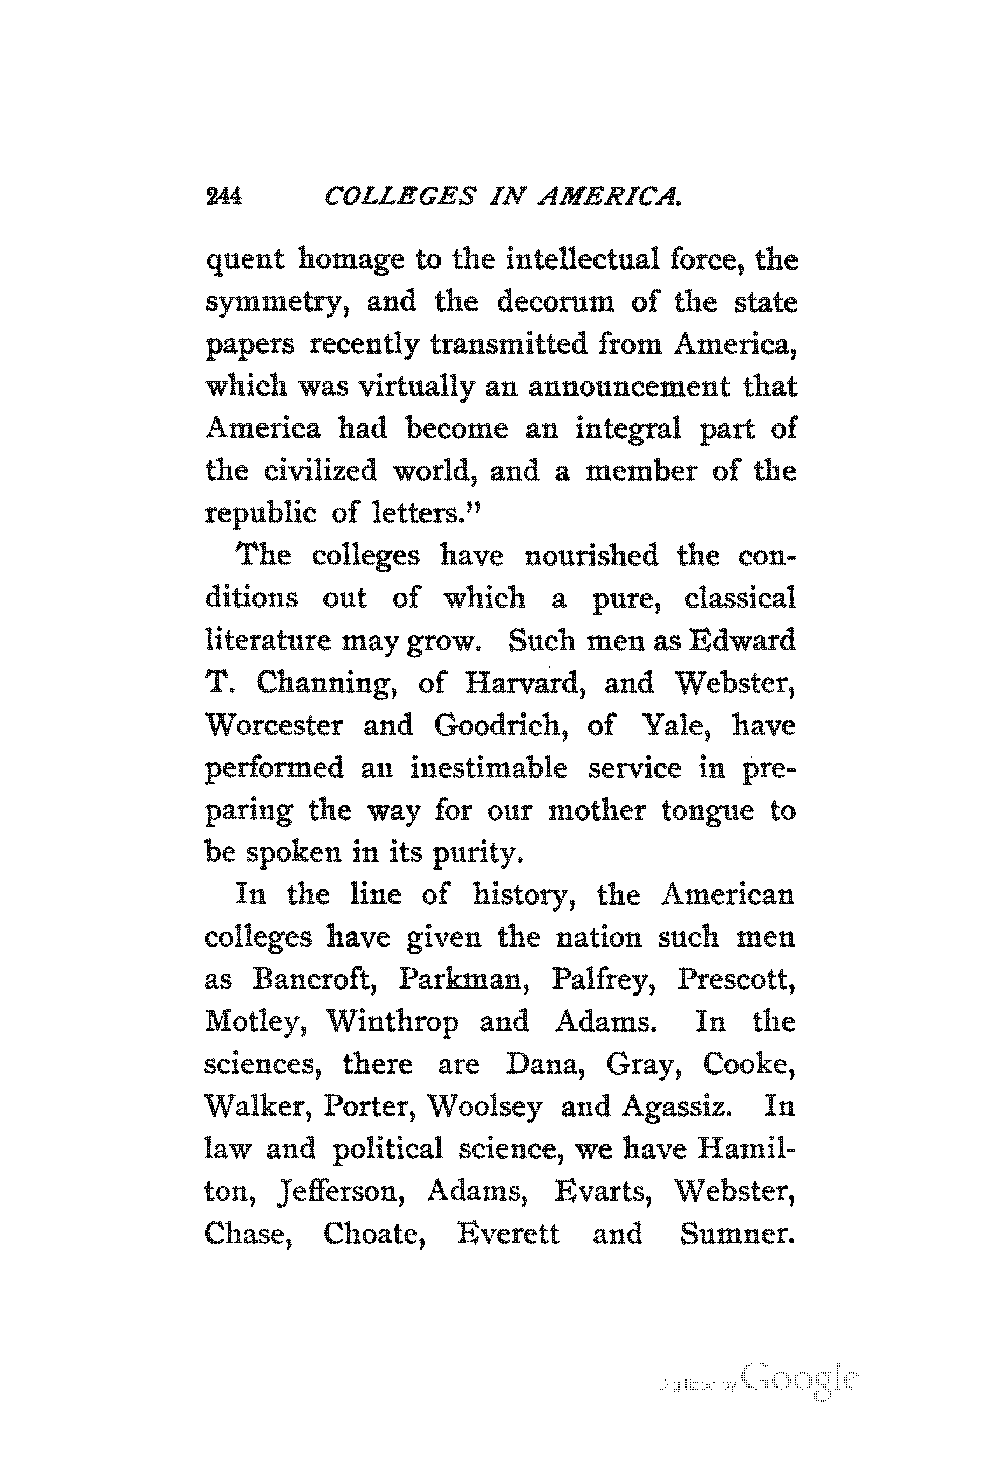 244 COLLEGES IN AMERICA.
quent homage to the intellectual force, the
symmetry, and the decorum of the state
papers recently transmitted from America,
which was virtually an announcement that
America had become an integral part of
the civilized world, and a member of the
republic of letters."
The colleges have nourished the con-
ditions out of which a pure, classical
literature may grow. Such men as Edward
T. Channing, of Harvard, and Webster,
Worcester and Goodrich, of Yale, have
performed an inestimable service in pre-
paring the way for our mother tongue to
be spoken in its purity.
In the line of history, the American
colleges have given the nation such men
as Bancroft, Parkman, Palfrey, Prescott,
Motley, Winthrop and Adams. In the
sciences, there are Dana, Gray, Cooke,
Walker, Porter, Woolsey and Agassiz. In
law and political science, we have Hamil-
ton, Jefferson, Adams, Evarts, Webster,
Chase, Choate, Everett and Sumner.
Digitized by Google